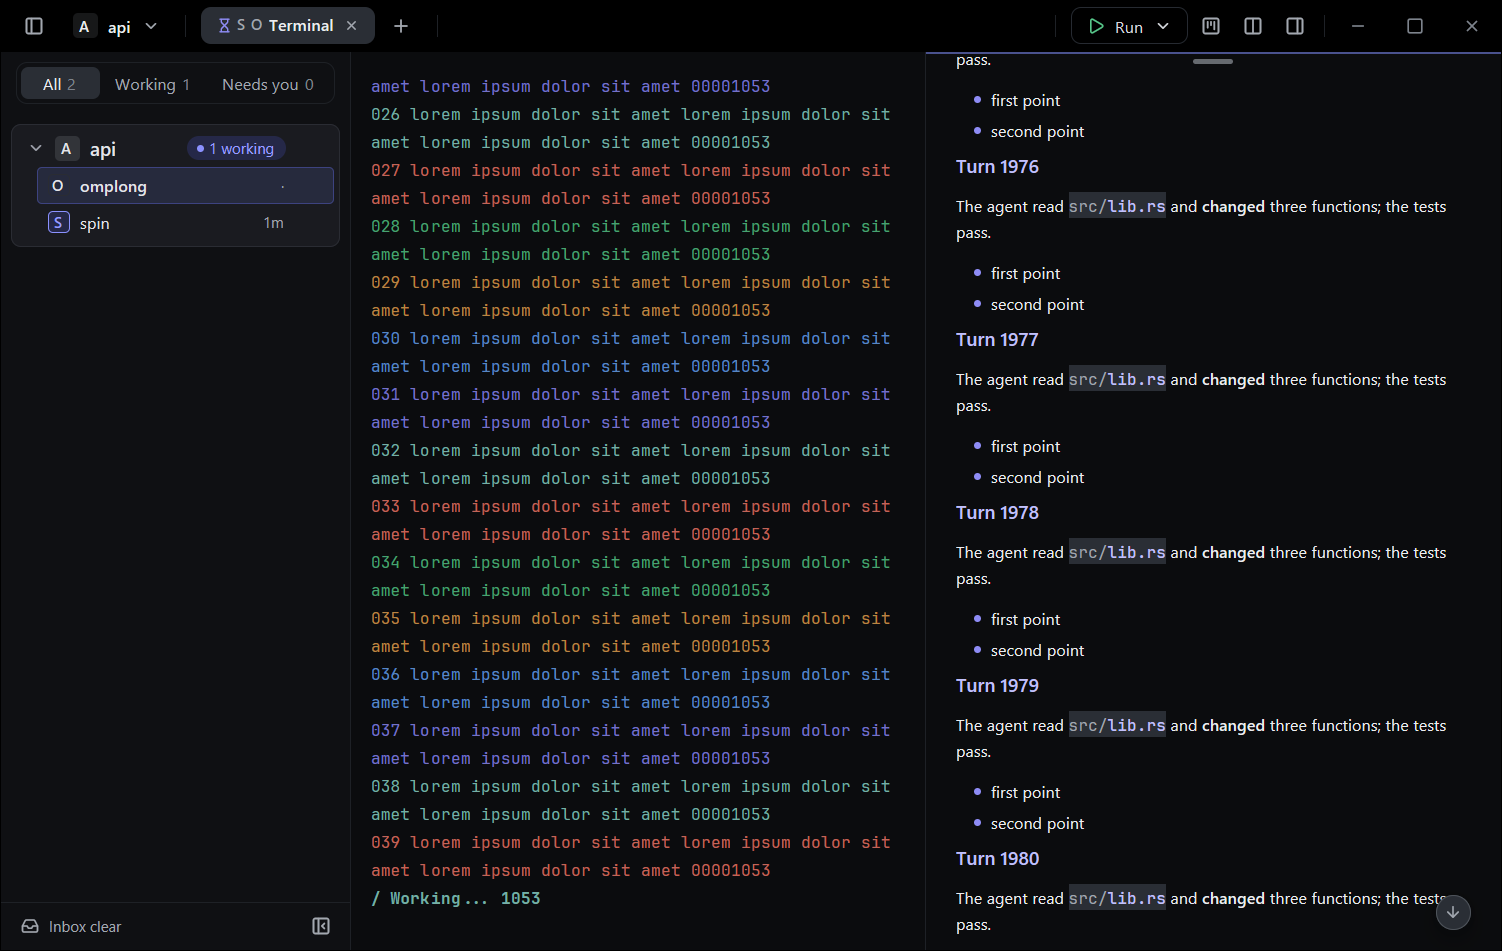 A api
S O Terminal
Run
All 2 Working 1 Needs you 0
A api 1 working
O omplong ·
S spin 1m
Inbox clear
amet lorem ipsum dolor sit amet 00001053
026 lorem ipsum dolor sit amet lorem ipsum dolor sit
amet lorem ipsum dolor sit amet 00001053
027 lorem ipsum dolor sit amet lorem ipsum dolor sit
amet lorem ipsum dolor sit amet 00001053
028 lorem ipsum dolor sit amet lorem ipsum dolor sit
amet lorem ipsum dolor sit amet 00001053
029 lorem ipsum dolor sit amet lorem ipsum dolor sit
amet lorem ipsum dolor sit amet 00001053
030 lorem ipsum dolor sit amet lorem ipsum dolor sit
amet lorem ipsum dolor sit amet 00001053
031 lorem ipsum dolor sit amet lorem ipsum dolor sit
amet lorem ipsum dolor sit amet 00001053
032 lorem ipsum dolor sit amet lorem ipsum dolor sit
amet lorem ipsum dolor sit amet 00001053
033 lorem ipsum dolor sit amet lorem ipsum dolor sit
amet lorem ipsum dolor sit amet 00001053
034 lorem ipsum dolor sit amet lorem ipsum dolor sit
amet lorem ipsum dolor sit amet 00001053
035 lorem ipsum dolor sit amet lorem ipsum dolor sit
amet lorem ipsum dolor sit amet 00001053
036 lorem ipsum dolor sit amet lorem ipsum dolor sit
amet lorem ipsum dolor sit amet 00001053
037 lorem ipsum dolor sit amet lorem ipsum dolor sit
amet lorem ipsum dolor sit amet 00001053
038 lorem ipsum dolor sit amet lorem ipsum dolor sit
amet lorem ipsum dolor sit amet 00001053
039 lorem ipsum dolor sit amet lorem ipsum dolor sit
amet lorem ipsum dolor sit amet 00001053
/ Working... 1053
pass.
• first point
• second point
Turn 1976
The agent read src/lib.rs and changed three functions; the tests
pass.
• first point
• second point
Turn 1977
The agent read src/lib.rs and changed three functions; the tests
pass.
• first point
• second point
Turn 1978
The agent read src/lib.rs and changed three functions; the tests
pass.
• first point
• second point
Turn 1979
The agent read src/lib.rs and changed three functions; the tests
pass.
• first point
• second point
Turn 1980
The agent read src/lib.rs and changed three functions; the tests
pass.